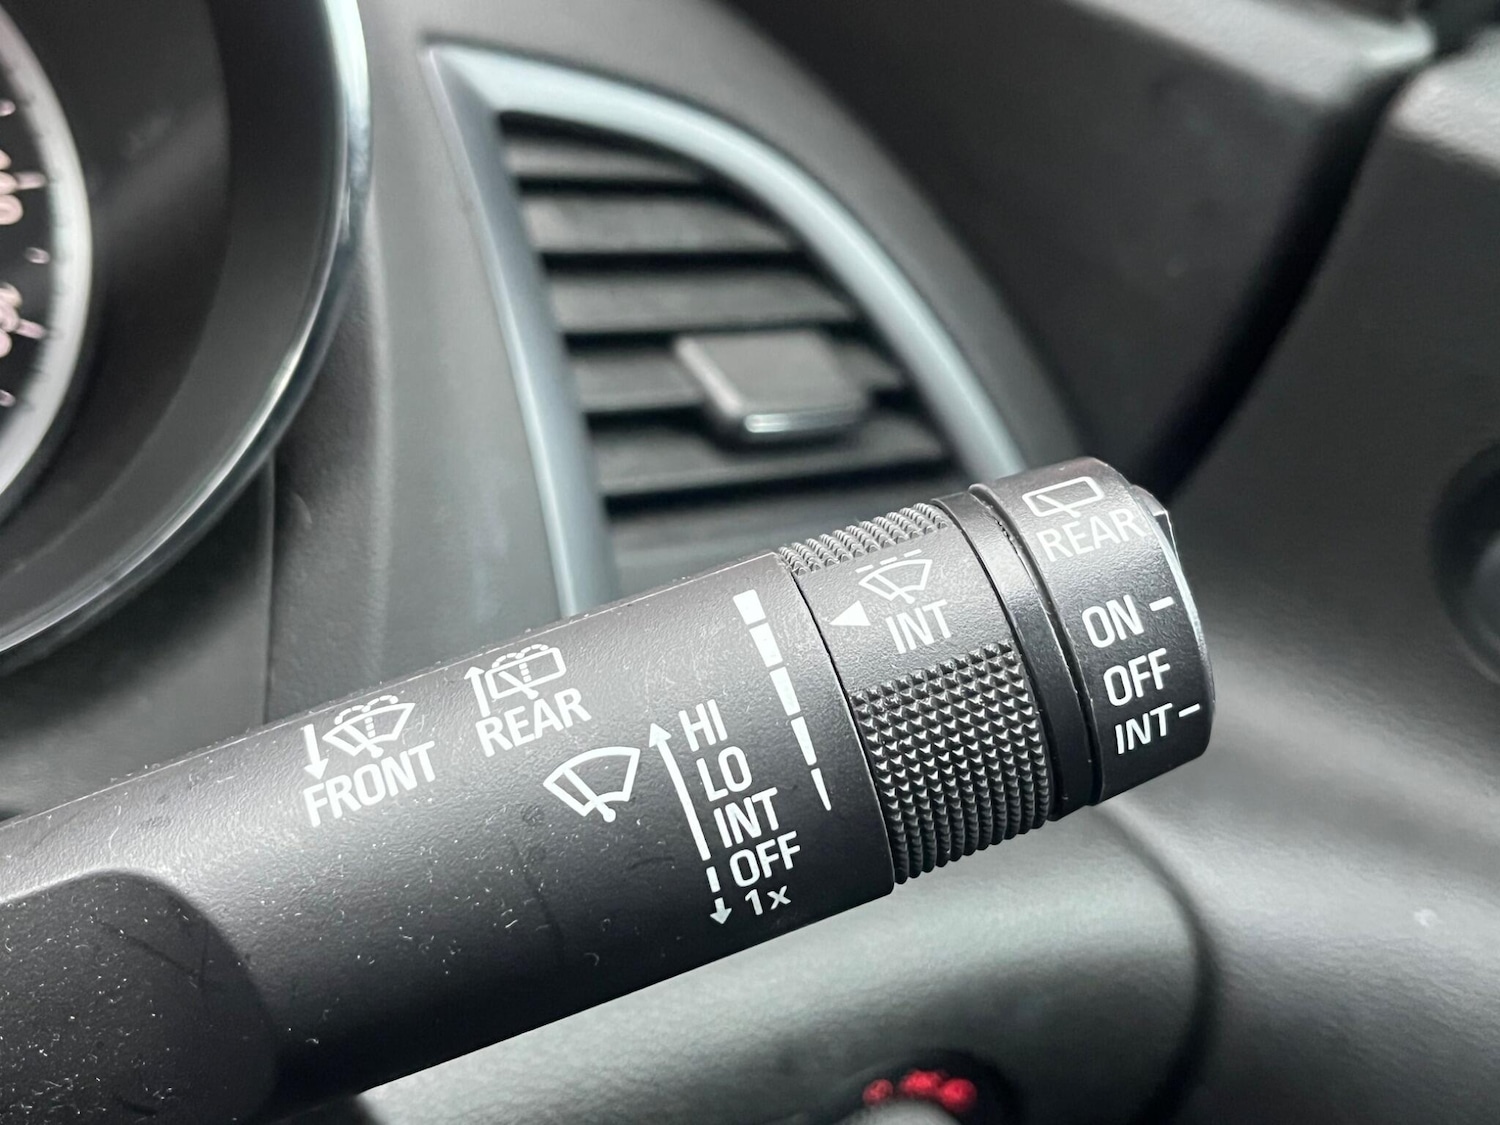 FRONT
REAR
HI
LO
INT
OFF
1x
INT
REAR
ON
OFF
INT